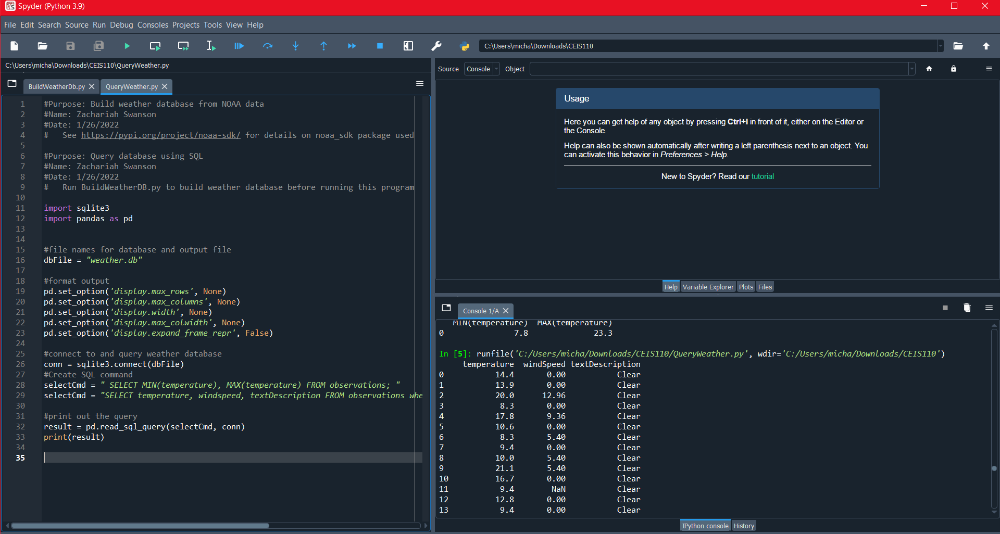 Spyder (Python 3.9)
File Edit Search Source Run Debug Consoles Projects Tools View Help
C:\Users\micha\Downloads\CEIS110
C:\Users\micha\Downloads\CEIS110\QueryWeather.py
BuildWeatherDb.py QueryWeather.py
1 #Purpose: Build weather database from NOAA data
2 #Name: Zachariah Swanson
3 #Date: 1/26/2022
4 #   See https://pypi.org/project/noaa-sdk/ for details on noaa_sdk package used
5
6 #Purpose: Query database using SQL
7 #Name: Zachariah Swanson
8 #Date: 1/26/2022
9 #   Run BuildWeatherDB.py to build weather database before running this program
10
11 import sqlite3
12 import pandas as pd
13
14
15 #file names for database and output file
16 dbFile = "weather.db"
17
18 #format output
19 pd.set_option('display.max_rows', None)
20 pd.set_option('display.max_columns', None)
21 pd.set_option('display.width', None)
22 pd.set_option('display.max_colwidth', None)
23 pd.set_option('display.expand_frame_repr', False)
24
25 #connect to and query weather database
26 conn = sqlite3.connect(dbFile)
27 #Create SQL command
28 selectCmd = " SELECT MIN(temperature), MAX(temperature) FROM observations; "
29 selectCmd = "SELECT temperature, windspeed, textDescription FROM observations whe
30
31 #print out the query
32 result = pd.read_sql_query(selectCmd, conn)
33 print(result)
34
35
Source Console Object
Usage
Here you can get help of any object by pressing Ctrl+I in front of it, either on the Editor or
the Console.
Help can also be shown automatically after writing a left parenthesis next to an object. You
can activate this behavior in Preferences > Help.
New to Spyder? Read our tutorial
Help Variable Explorer Plots Files
Console 1/A
MIN(temperature) MAX(temperature)
0 7.8 23.3
In [5]: runfile('C:/Users/micha/Downloads/CEIS110/QueryWeather.py', wdir='C:/Users/micha/Downloads/CEIS110')
temperature windSpeed textDescription
0 14.4 0.00 Clear
1 13.9 0.00 Clear
2 20.0 12.96 Clear
3 8.3 0.00 Clear
4 17.8 9.36 Clear
5 10.6 0.00 Clear
6 8.3 5.40 Clear
7 9.4 0.00 Clear
8 10.0 5.40 Clear
9 21.1 5.40 Clear
10 16.7 0.00 Clear
11 9.4 NaN Clear
12 12.8 0.00 Clear
13 9.4 0.00 Clear
IPython console History